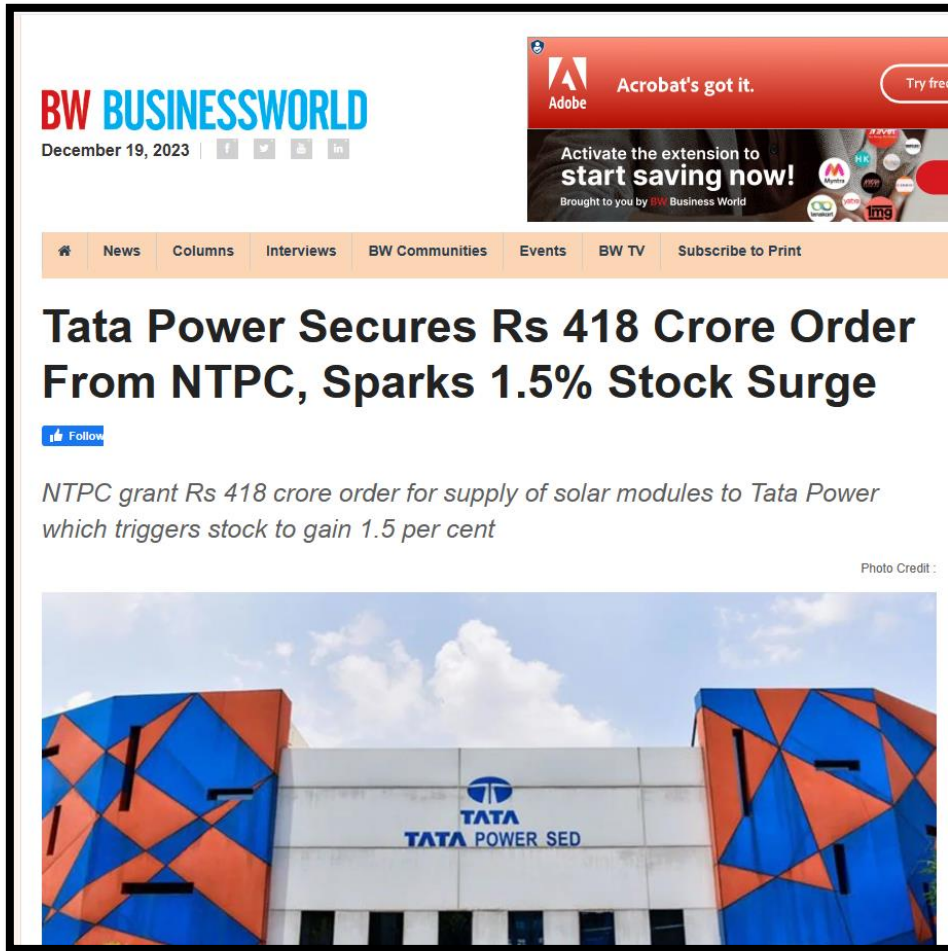 BW BUSINESSWORLD
December 19, 2023
Adobe
Acrobat's got it.
Try free
Activate the extension to
start saving now!
Brought to you by BW Business World
Myntra
HK
1mg
News Columns Interviews BW Communities Events BW TV Subscribe to Print
Tata Power Secures Rs 418 Crore Order
From NTPC, Sparks 1.5% Stock Surge
Follow
NTPC grant Rs 418 crore order for supply of solar modules to Tata Power
which triggers stock to gain 1.5 per cent
Photo Credit :
TATA
TATA POWER SED